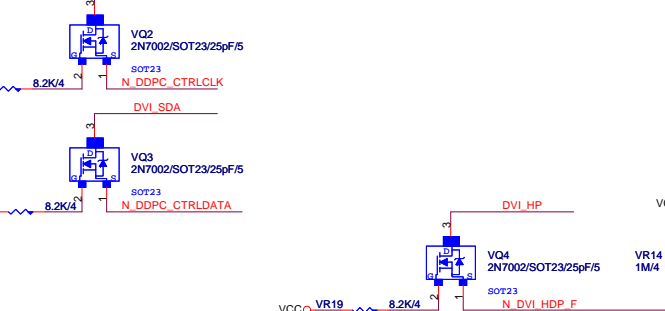 3
D
VQ2
2N7002/SOT23/25pF/5
G
S
SOT23
8.2K/4
2
1
N_DDPC_CTRLCLK
DVI_SDA
3
D
VQ3
2N7002/SOT23/25pF/5
G
S
SOT23
8.2K/4
2
1
N_DDPC_CTRLDATA
DVI_HP
3
D
VQ4
2N7002/SOT23/25pF/5
G
S
SOT23
VR14
1M/4
VCC
VR19
8.2K/4
2
1
N_DVI_HDP_F